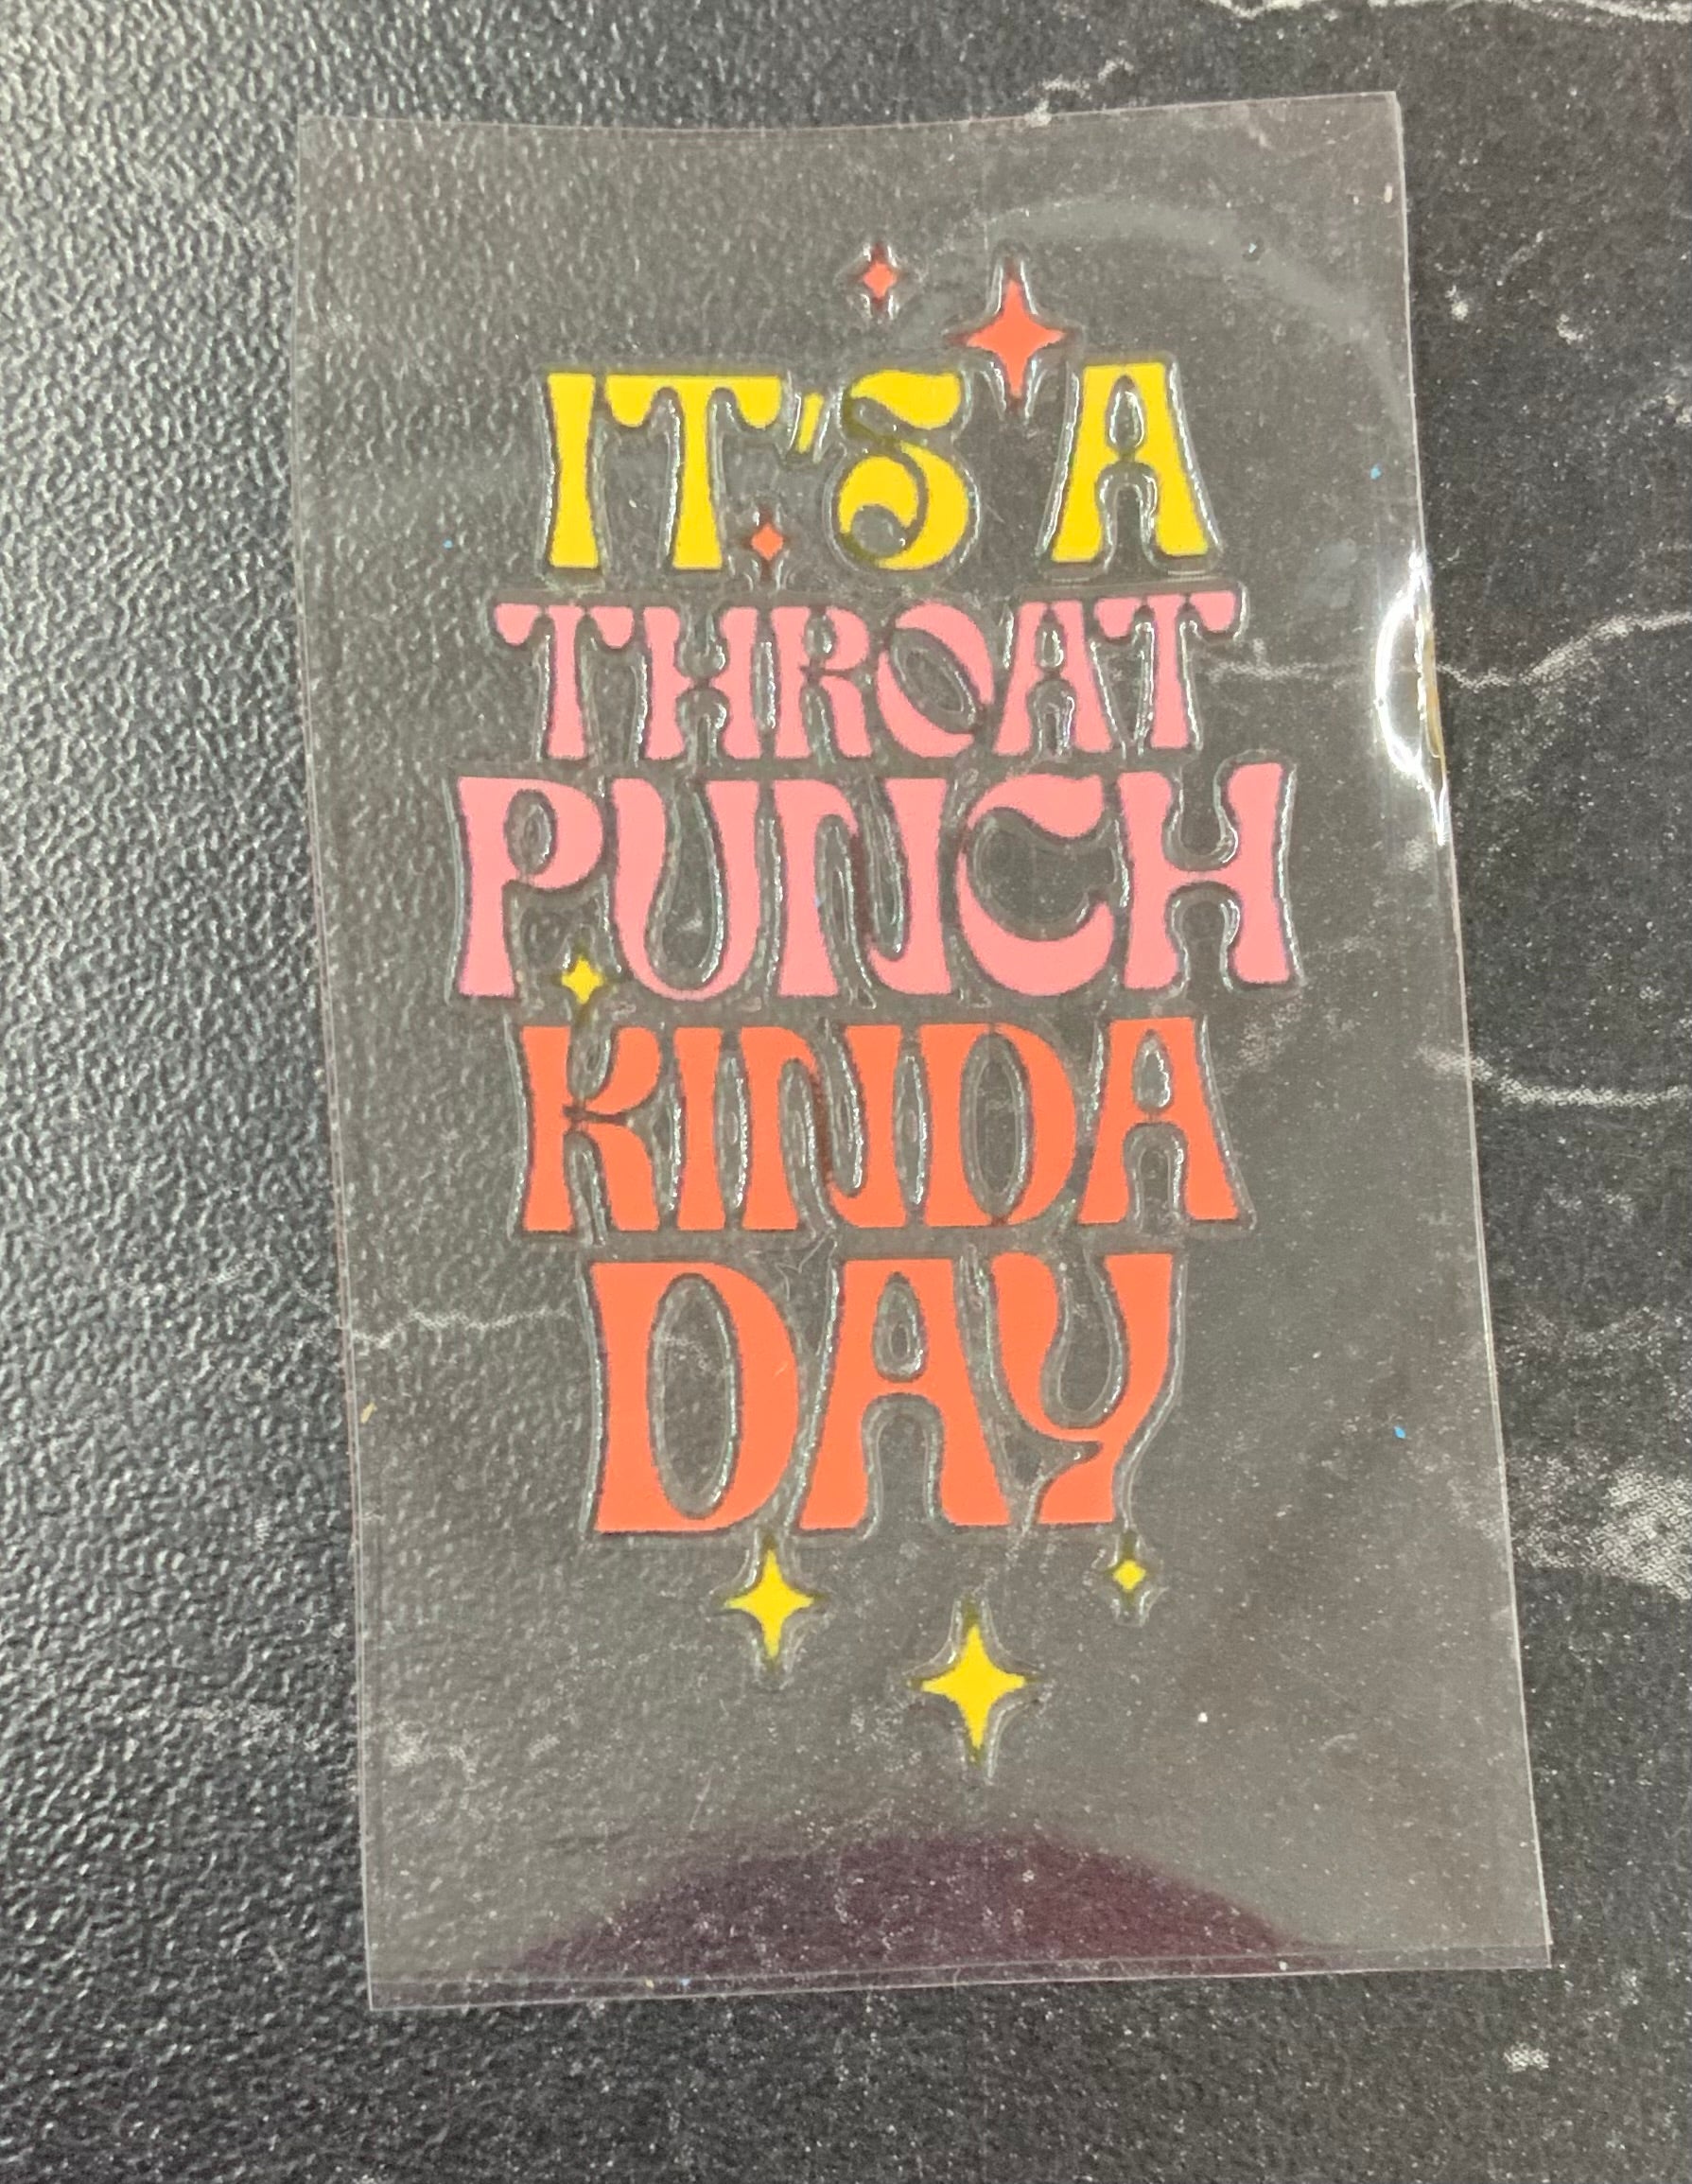 IT'S A
THROAT
PUNCH
KINDA
DAY